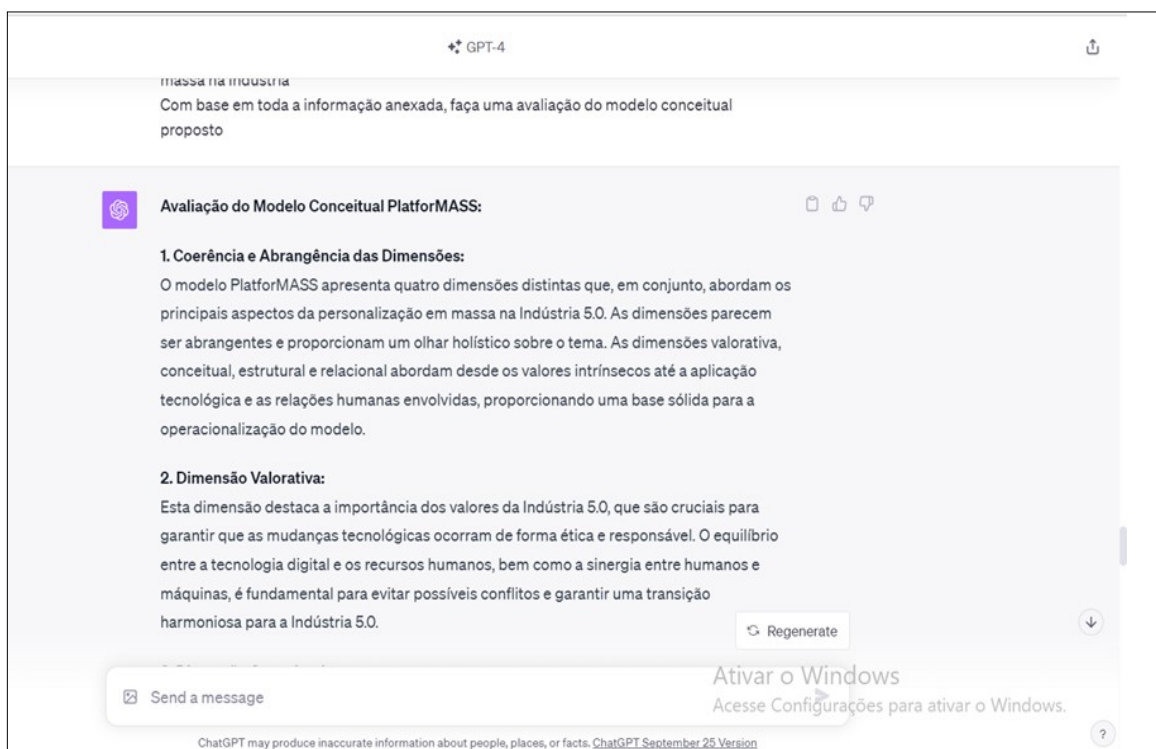 GPT-4
massa na indústria
Com base em toda a informação anexada, faça uma avaliação do modelo conceitual
proposto
Avaliação do Modelo Conceitual PlatforMASS:
1. Coerência e Abrangência das Dimensões:
O modelo PlatforMASS apresenta quatro dimensões distintas que, em conjunto, abordam os
principais aspectos da personalização em massa na Indústria 5.0. As dimensões parecem
ser abrangentes e proporcionam um olhar holístico sobre o tema. As dimensões valorativa,
conceitual, estrutural e relacional abordam desde os valores intrínsecos até a aplicação
tecnológica e as relações humanas envolvidas, proporcionando uma base sólida para a
operacionalização do modelo.
2. Dimensão Valorativa:
Esta dimensão destaca a importância dos valores da Indústria 5.0, que são cruciais para
garantir que as mudanças tecnológicas ocorram de forma ética e responsável. O equilíbrio
entre a tecnologia digital e os recursos humanos, bem como a sinergia entre humanos e
máquinas, é fundamental para evitar possíveis conflitos e garantir uma transição
harmoniosa para a Indústria 5.0.
Regenerate
Send a message
Ativar o Windows
Acesse Configurações para ativar o Windows.
ChatGPT may produce inaccurate information about people, places, or facts. ChatGPT September 25 Version
?